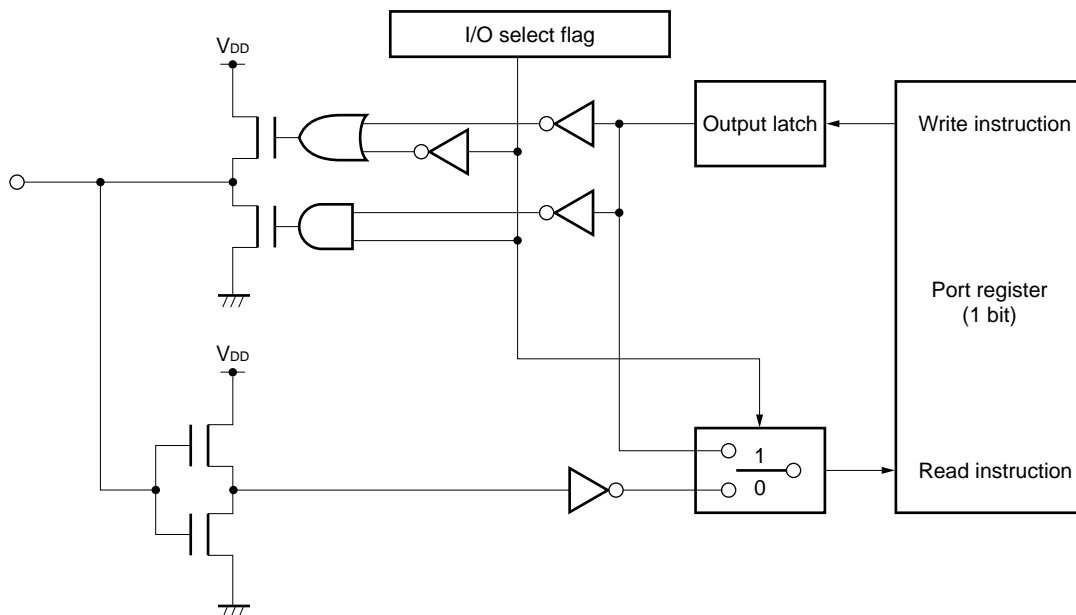 I/O select flag
VDD
Output latch
Write instruction
Port register
(1 bit)
VDD
1
0
Read instruction